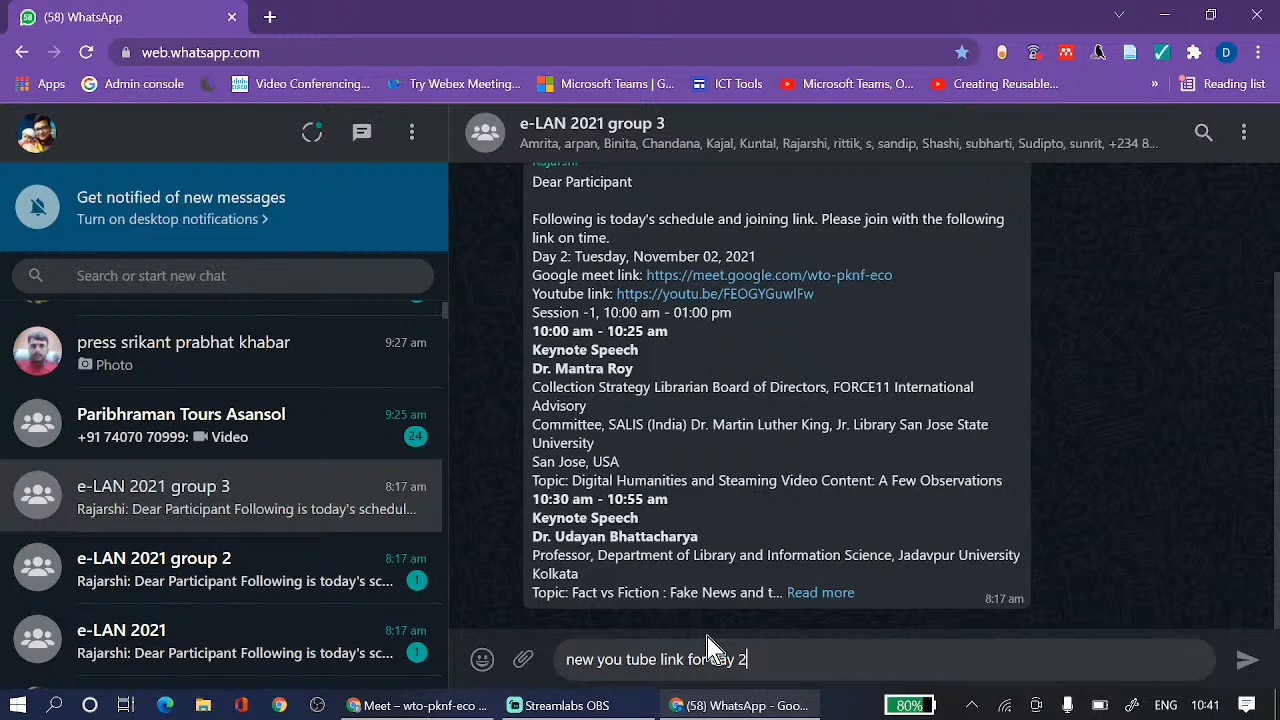 (58) WhatsApp
web.whatsapp.com
D
Apps
Admin console
Video Conferencing...
Try Webex Meeting...
Microsoft Teams | G...
ICT Tools
Microsoft Teams, O...
Creating Reusable...
»
Reading list
Get notified of new messages
Turn on desktop notifications >
Search or start new chat
press srikant prabhat khabar
9:27 am
Photo
Paribhraman Tours Asansol
9:25 am
+91 74070 70999: Video
24
e-LAN 2021 group 3
8:17 am
Rajarshi: Dear Participant Following is today's schedul...
e-LAN 2021 group 2
8:17 am
Rajarshi: Dear Participant Following is today's sc...
1
e-LAN 2021
8:17 am
Rajarshi: Dear Participant Following is today's sc...
1
e-LAN 2021 group 3
Amrita, arpan, Binita, Chandana, Kajal, Kuntal, Rajarshi, rittik, s, sandip, Shashi, subharti, Sudipto, sunrit, +234 8...
Rajarshi
Dear Participant
Following is today's schedule and joining link. Please join with the following
link on time.
Day 2: Tuesday, November 02, 2021
Google meet link: https://meet.google.com/wto-pknf-eco
Youtube link: https://youtu.be/FEOGYGuwlFw
Session -1, 10:00 am - 01:00 pm
10:00 am - 10:25 am
Keynote Speech
Dr. Mantra Roy
Collection Strategy Librarian Board of Directors, FORCE11 International
Advisory
Committee, SALIS (India) Dr. Martin Luther King, Jr. Library San Jose State
University
San Jose, USA
Topic: Digital Humanities and Steaming Video Content: A Few Observations
10:30 am - 10:55 am
Keynote Speech
Dr. Udayan Bhattacharya
Professor, Department of Library and Information Science, Jadavpur University
Kolkata
Topic: Fact vs Fiction : Fake News and t... Read more
8:17 am
new you tube link for day 2
Meet – wto-pknf-eco ...
Streamlabs OBS
(58) WhatsApp - Goo...
80%
ENG
10:41